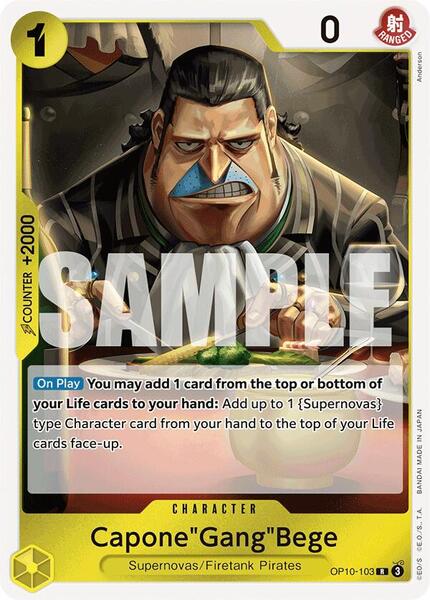 1
0
射
RANGED
Anderson
COUNTER +2000
SAMPLE
On Play You may add 1 card from the top or bottom of
your Life cards to your hand: Add up to 1 {Supernovas}
type Character card from your hand to the top of your Life
cards face-up.
CHARACTER
Capone"Gang"Bege
Supernovas/Firetank Pirates
OP10-103 R 3
©E.O/S ©E.O./S., T.A. BANDAI MADE IN JAPAN